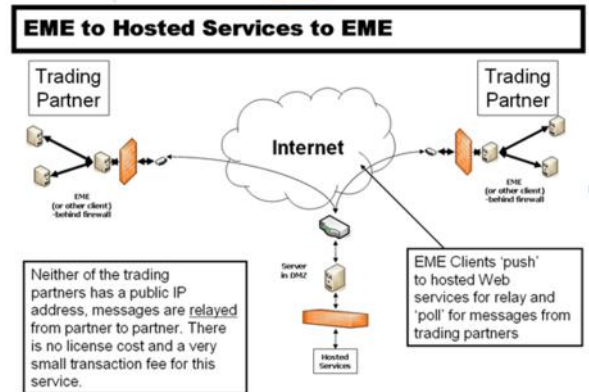 EME to Hosted Services to EME
Trading
Partner
Trading
Partner
Internet
EME
(or other client)
-behind firewall
EME
(or other client)
-behind firewall
Server
in DMZ
Neither of the trading
partners has a public IP
address, messages are relayed
from partner to partner. There
is no license cost and a very
small transaction fee for this
service.
EME Clients 'push'
to hosted Web
services for relay and
'poll' for messages from
trading partners
Hosted
Services